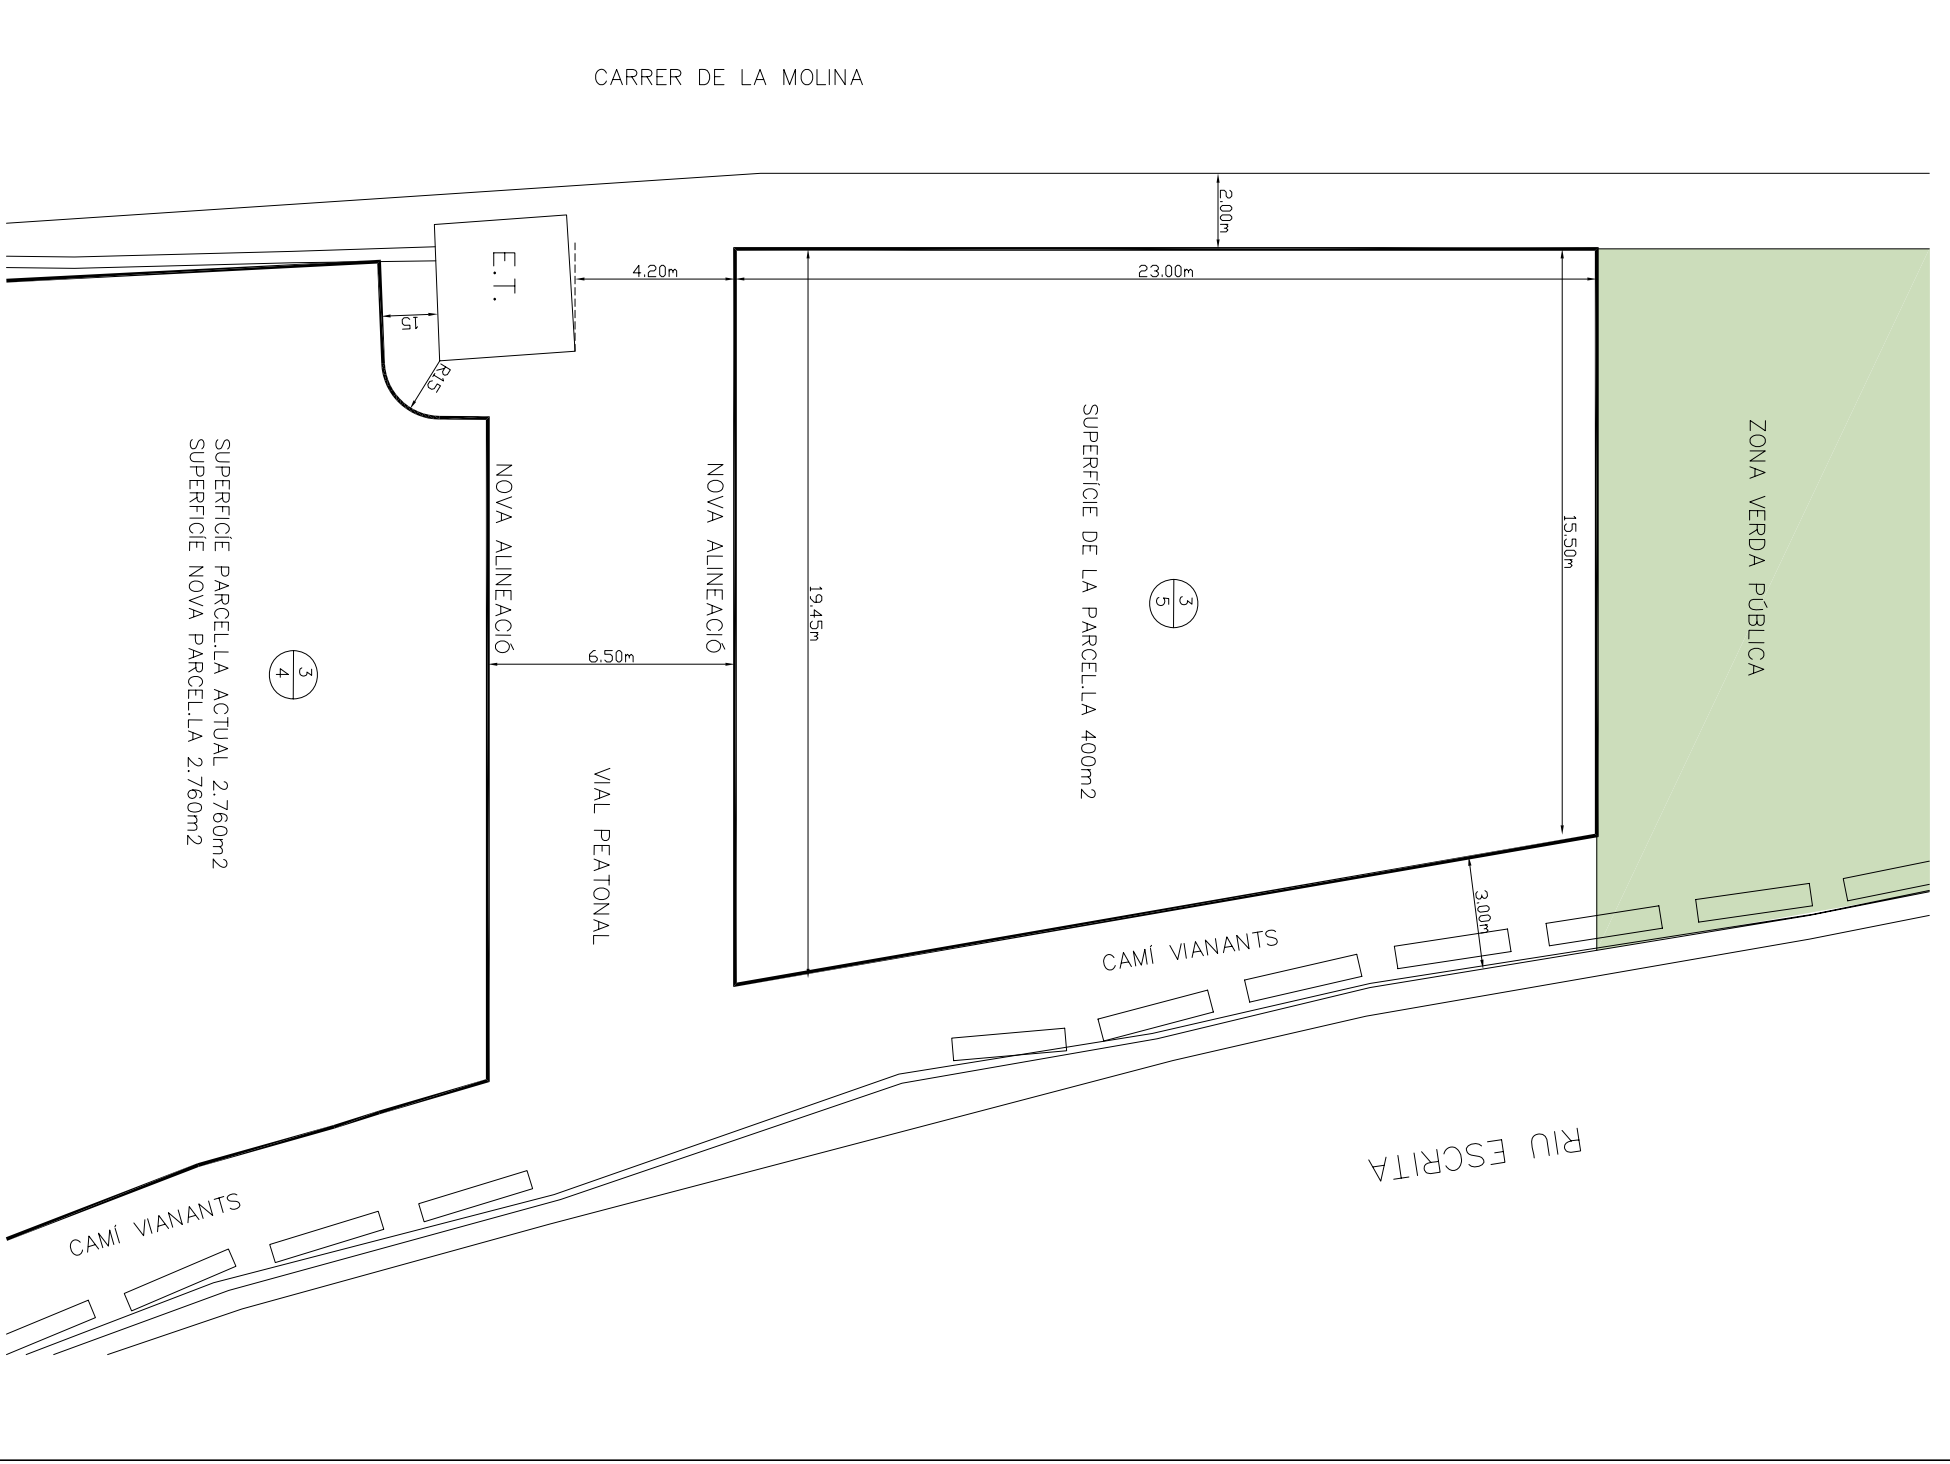 CARRER DE LA MOLINA
2.00m
E.T.
4.20m
23.00m
15
R15
SUPERFICÍE PARCEL.LA ACTUAL 2.760m2
SUPERFICÍE NOVA PARCEL.LA 2.760m2
3
4
NOVA ALINEACIÓ
NOVA ALINEACIÓ
6.50m
VIAL PEATONAL
19.45m
SUPERFÍCIE DE LA PARCEL.LA 400m2
3
5
15.50m
ZONA VERDA PÚBLICA
3.00m
CAMÍ VIANANTS
RIU ESCRITA
CAMÍ VIANANTS